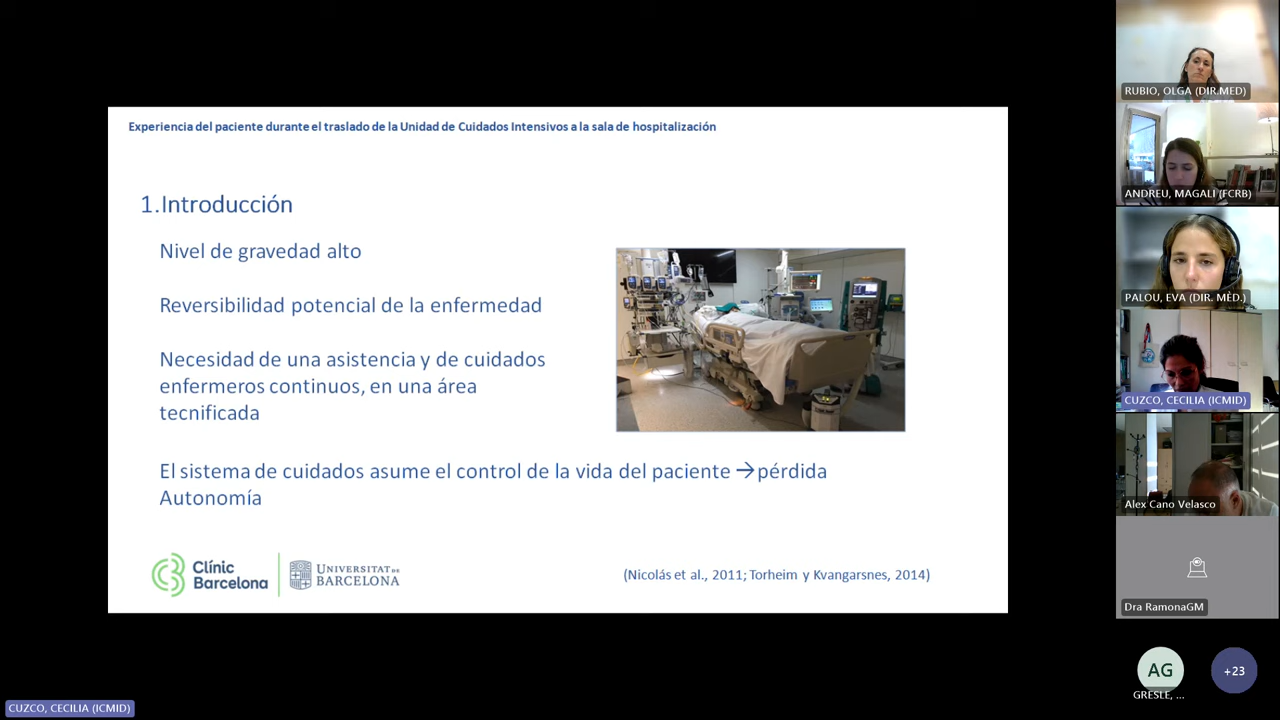 Experiencia del paciente durante el traslado de la Unidad de Cuidados Intensivos a la sala de hospitalización
1.Introducción
Nivel de gravedad alto
Reversibilidad potencial de la enfermedad
Necesidad de una asistencia y de cuidados
enfermeros continuos, en una área
tecnificada
El sistema de cuidados asume el control de la vida del paciente →pérdida
Autonomía
Clínic
Barcelona
UNIVERSITAT DE
BARCELONA
(Nicolás et al., 2011; Torheim y Kvangarsnes, 2014)
CUZCO, CECILIA (ICMID)
RUBIO, OLGA (DIR.MED)
ANDREU, MAGALI (FCRB)
PALOU, EVA (DIR. MÈD.)
CUZCO, CECILIA (ICMID)
Alex Cano Velasco
Dra RamonaGM
AG
GRESLE, ...
+23